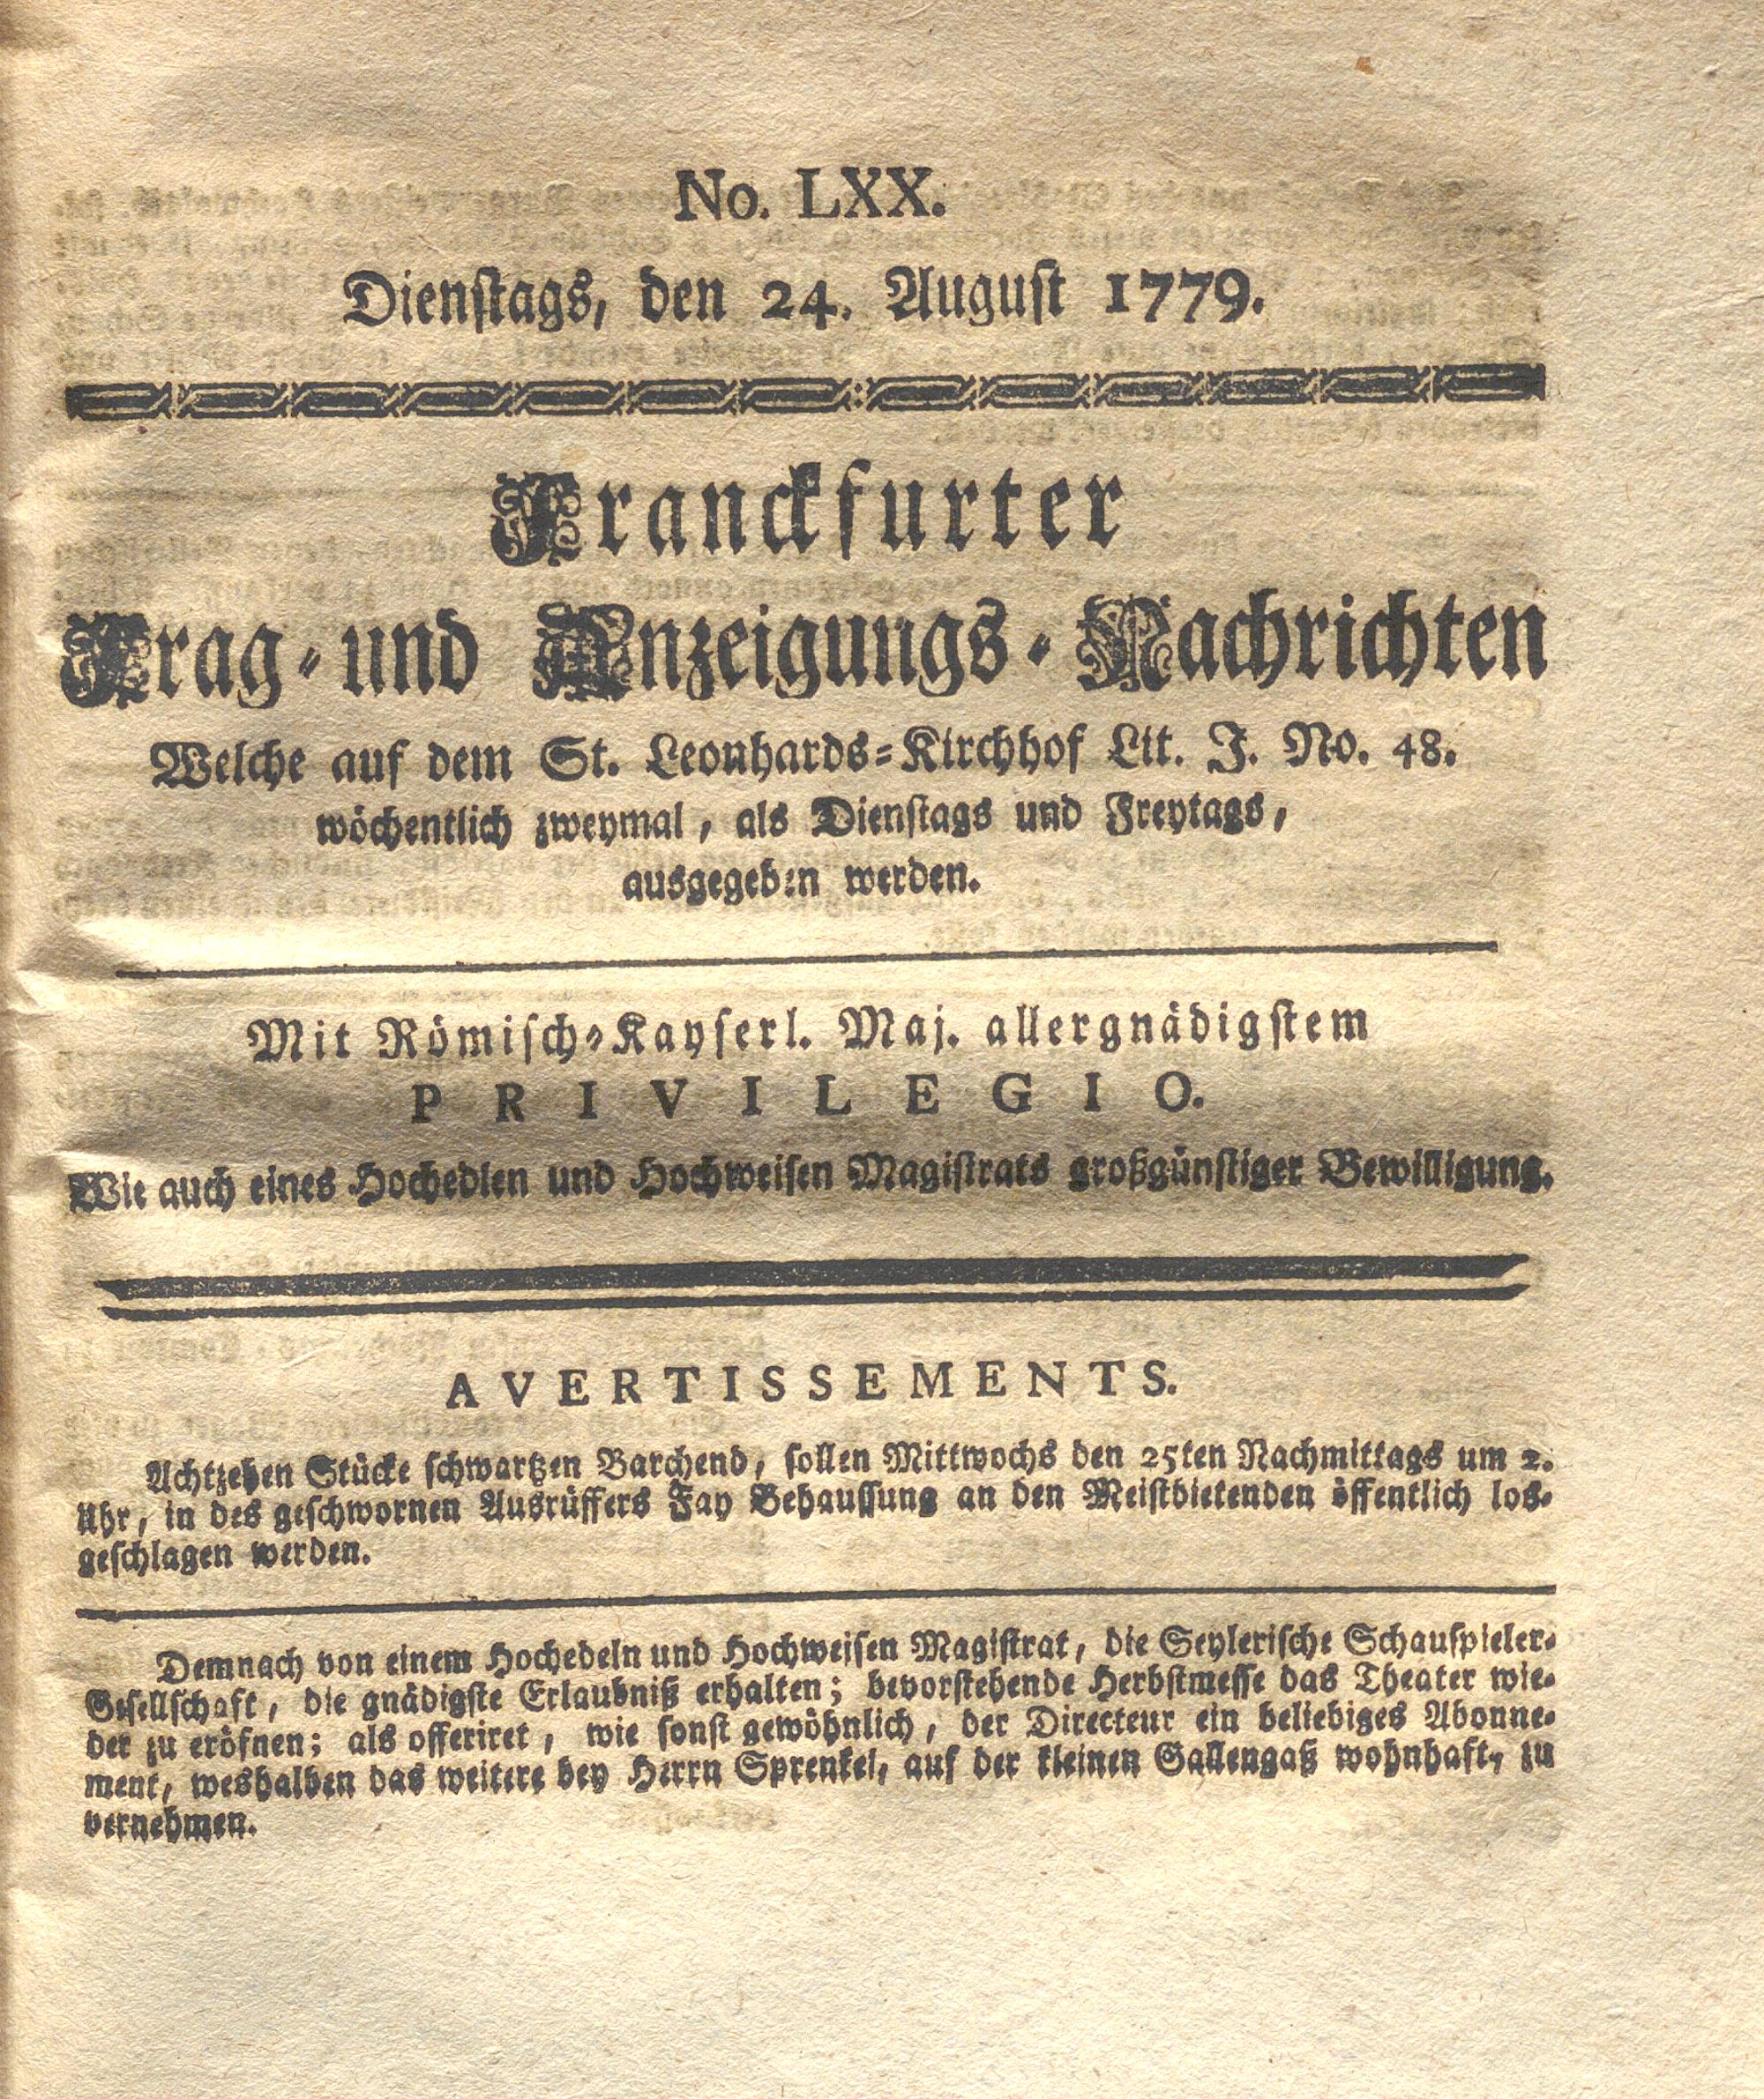 No. LXX.
Dienstags, den 24. August 1779.
Franckfurter
Frag- und Anzeigungs-Nachrichten
Welche auf dem St. Leonhards-Kirchhof Lit. J. No. 48.
wöchentlich zweymal, als Dienstags und Freytags,
ausgegeben werden.
Mit Römisch-Kayserl. Maj. allergnädigstem
PRIVILEGIO.
Wie auch eines Hochedlen und Hochweisen Magistrats großgünstiger Bewilligung.
AVERTISSEMENTS.
Achtzehen Stücke schwartzen Barchend, sollen Mittwochs den 25ten Nachmittags um 2.
Uhr, in des geschwornen Ausrüffers Fay Behaussung an den Meistbietenden öffentlich los-
geschlagen werden.
Demnach von einem Hochedeln und Hochweisen Magistrat, die Seylerische Schauspieler-
Gesellschaft, die gnädigste Erlaubniß erhalten; bevorstehende Herbstmesse das Theater wie-
der zu eröfnen; als offeriret, wie sonst gewöhnlich, der Directeur ein beliebiges Abonne-
ment, weshalben das weitere bey Herrn Sprenkel, auf der kleinen Gallengaß wohnhaft, zu
vernehmen.